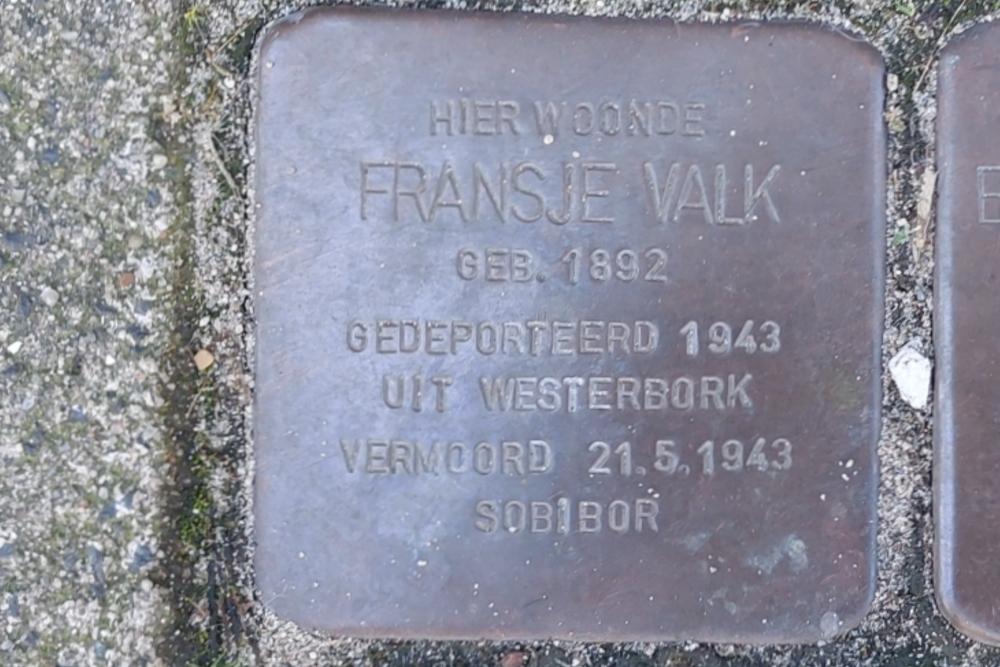 HIER WOONDE
FRANSJE VALK
GEB. 1892
GEDEPORTEERD 1943
UIT WESTERBORK
VERMOORD 21.5.1943
SOBIBOR